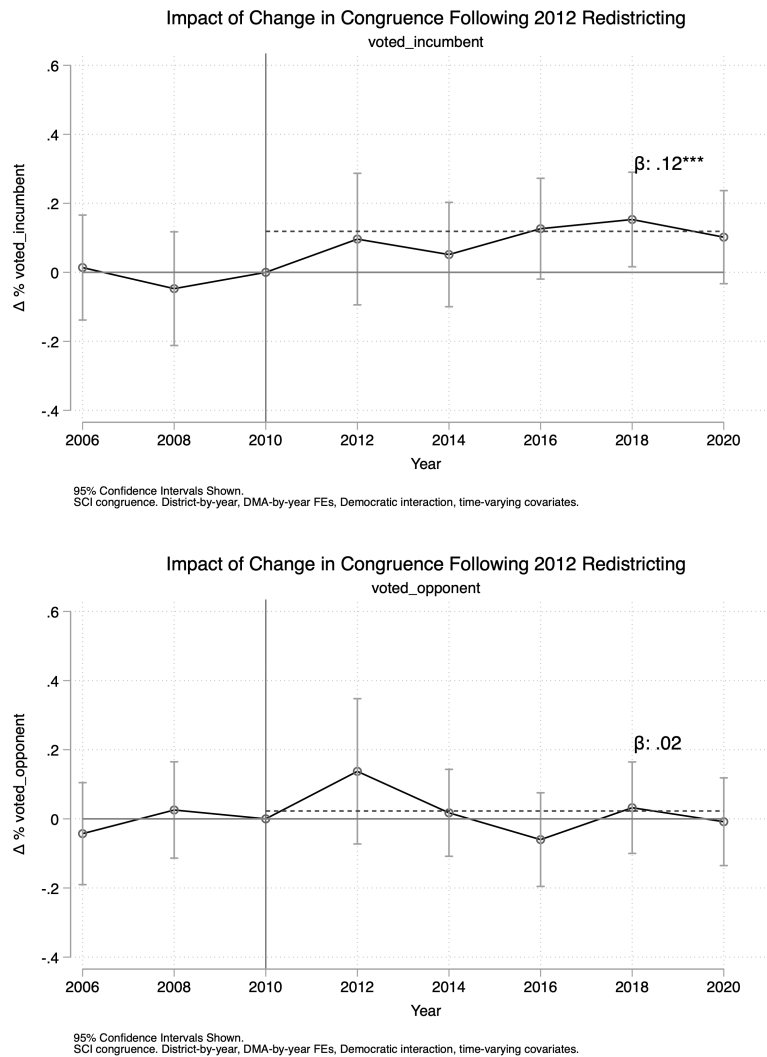 Impact of Change in Congruence Following 2012 Redistricting
voted_incumbent
.6
.4
.2
0
-.2
-.4
Δ % voted_incumbent
β: .12***
2006 2008 2010 2012 2014 2016 2018 2020
Year
95% Confidence Intervals Shown.
SCI congruence. District-by-year, DMA-by-year FEs, Democratic interaction, time-varying covariates.
Impact of Change in Congruence Following 2012 Redistricting
voted_opponent
.6
.4
.2
0
-.2
-.4
Δ % voted_opponent
β: .02
2006 2008 2010 2012 2014 2016 2018 2020
Year
95% Confidence Intervals Shown.
SCI congruence. District-by-year, DMA-by-year FEs, Democratic interaction, time-varying covariates.